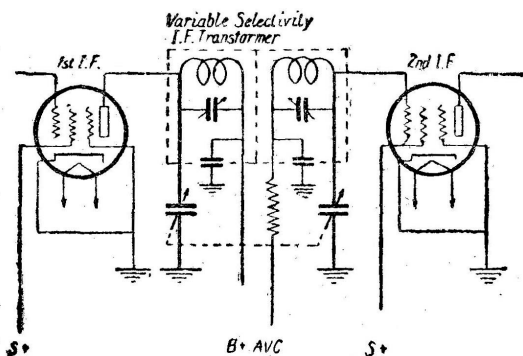 Variable Selectivity
I.F. Transformer
1st I.F.
2nd I.F
S+
B+ AVC
S+